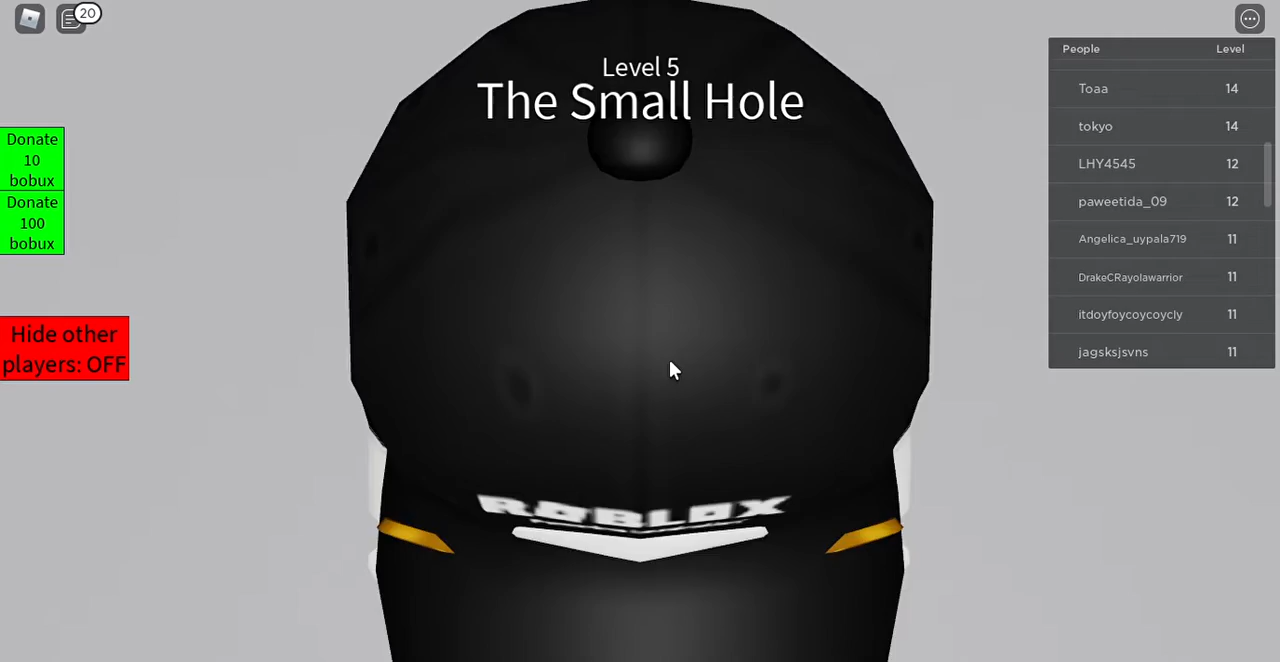 20
Level 5
The Small Hole
Donate
10
bobux
Donate
100
bobux
Hide other
players: OFF
People Level
Toaa 14
tokyo 14
LHY4545 12
paweetida_09 12
Angelica_uypala719 11
DrakeCRayolawarrior 11
itdoyfoycoycoycly 11
jagsksjsvns 11
ROBLOX